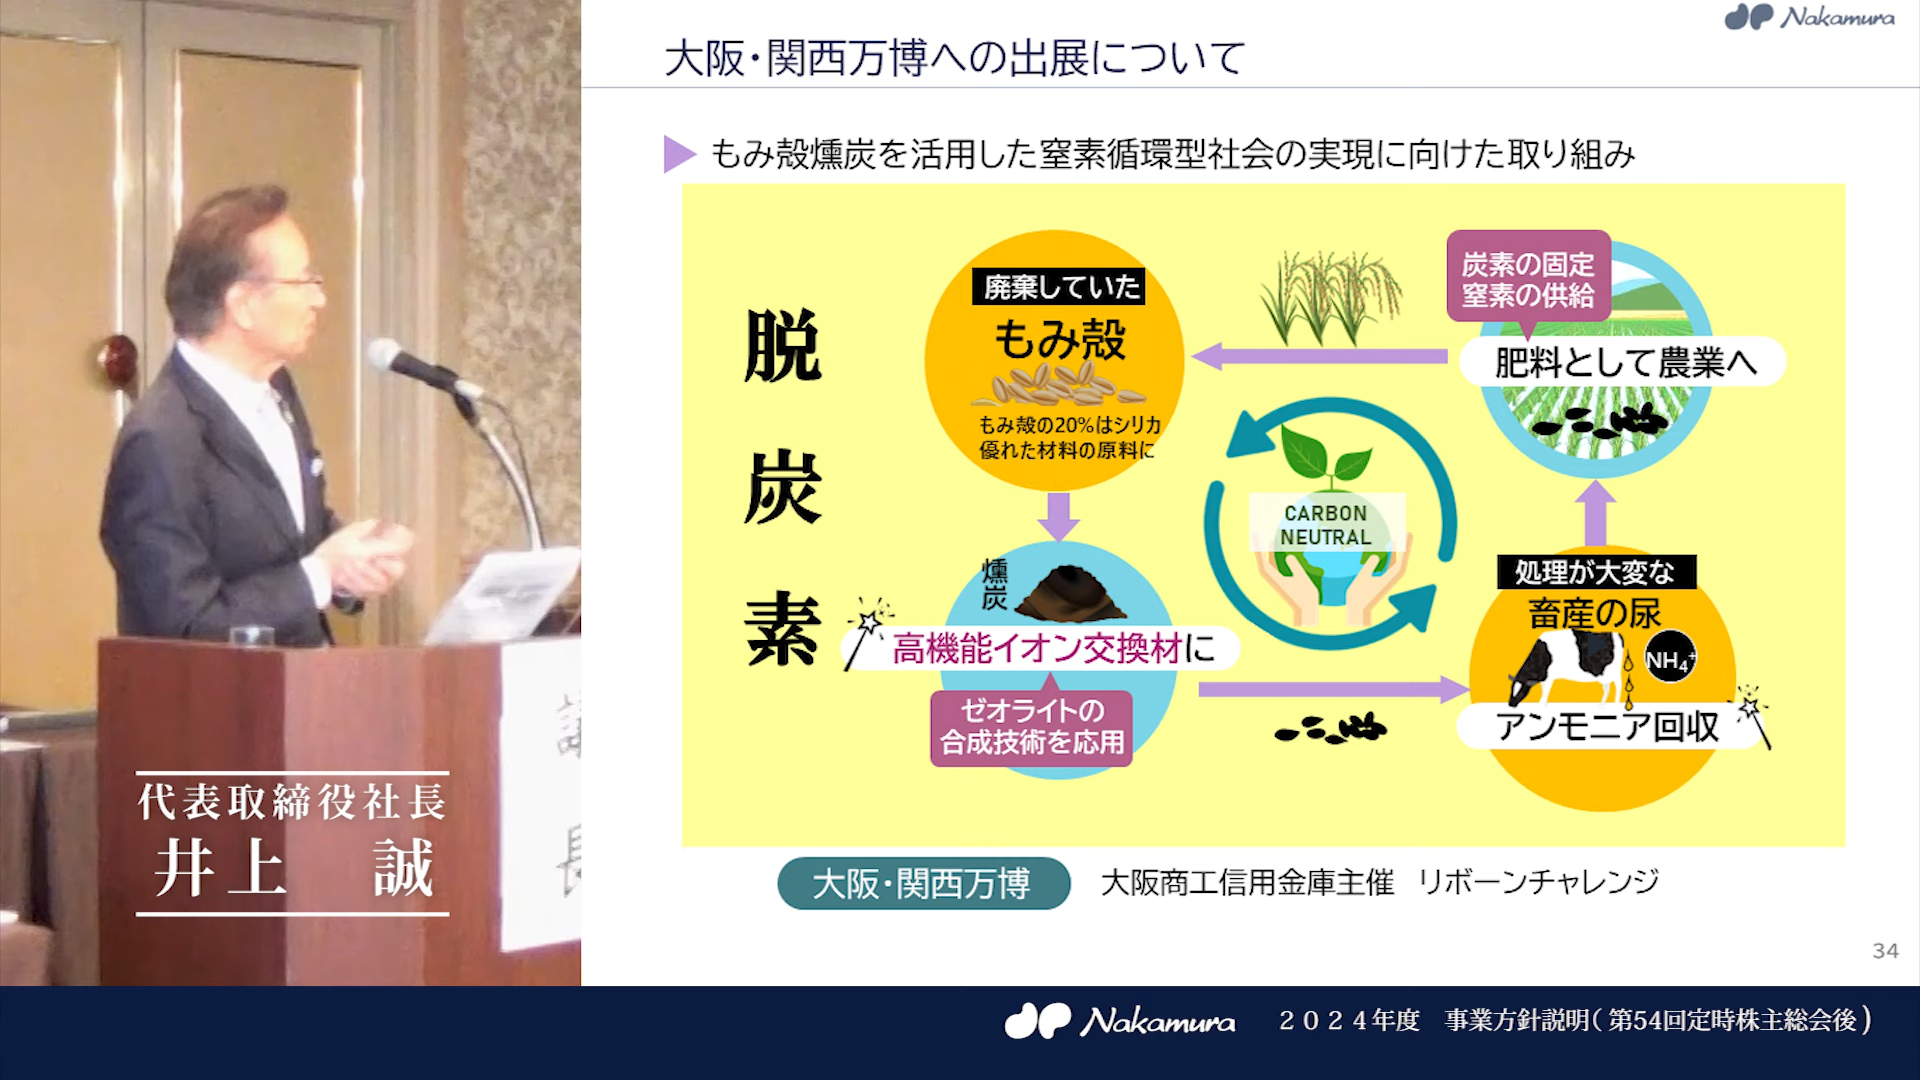 Nakamura
大阪・関西万博への出展について
もみ殻燻炭を活用した窒素循環型社会の実現に向けた取り組み
脱炭素
廃棄していた
もみ殻
もみ殻の20%はシリカ
優れた材料の原料に
炭素の固定
窒素の供給
肥料として農業へ
CARBON
NEUTRAL
燻炭
高機能イオン交換材に
ゼオライトの
合成技術を応用
処理が大変な
畜産の尿
NH₄⁺
アンモニア回収
大阪・関西万博
大阪商工信用金庫主催 リボーンチャレンジ
34
代表取締役社長
井上 誠
Nakamura
2024年度 事業方針説明(第54回定時株主総会後)